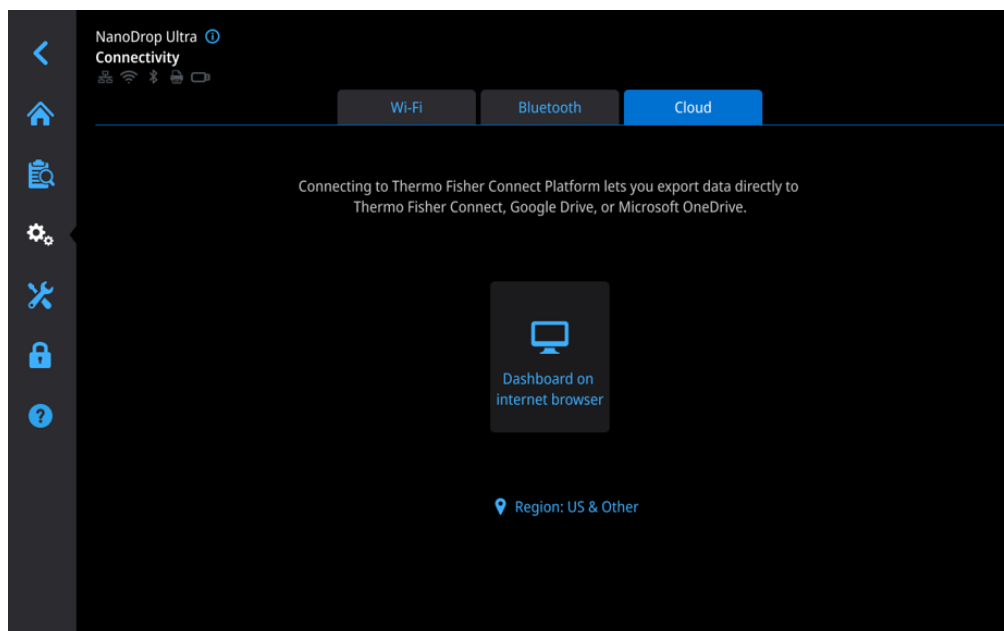 NanoDrop Ultra
Connectivity
Wi-Fi
Bluetooth
Cloud
Connecting to Thermo Fisher Connect Platform lets you export data directly to
Thermo Fisher Connect, Google Drive, or Microsoft OneDrive.
Dashboard on
internet browser
Region: US & Other